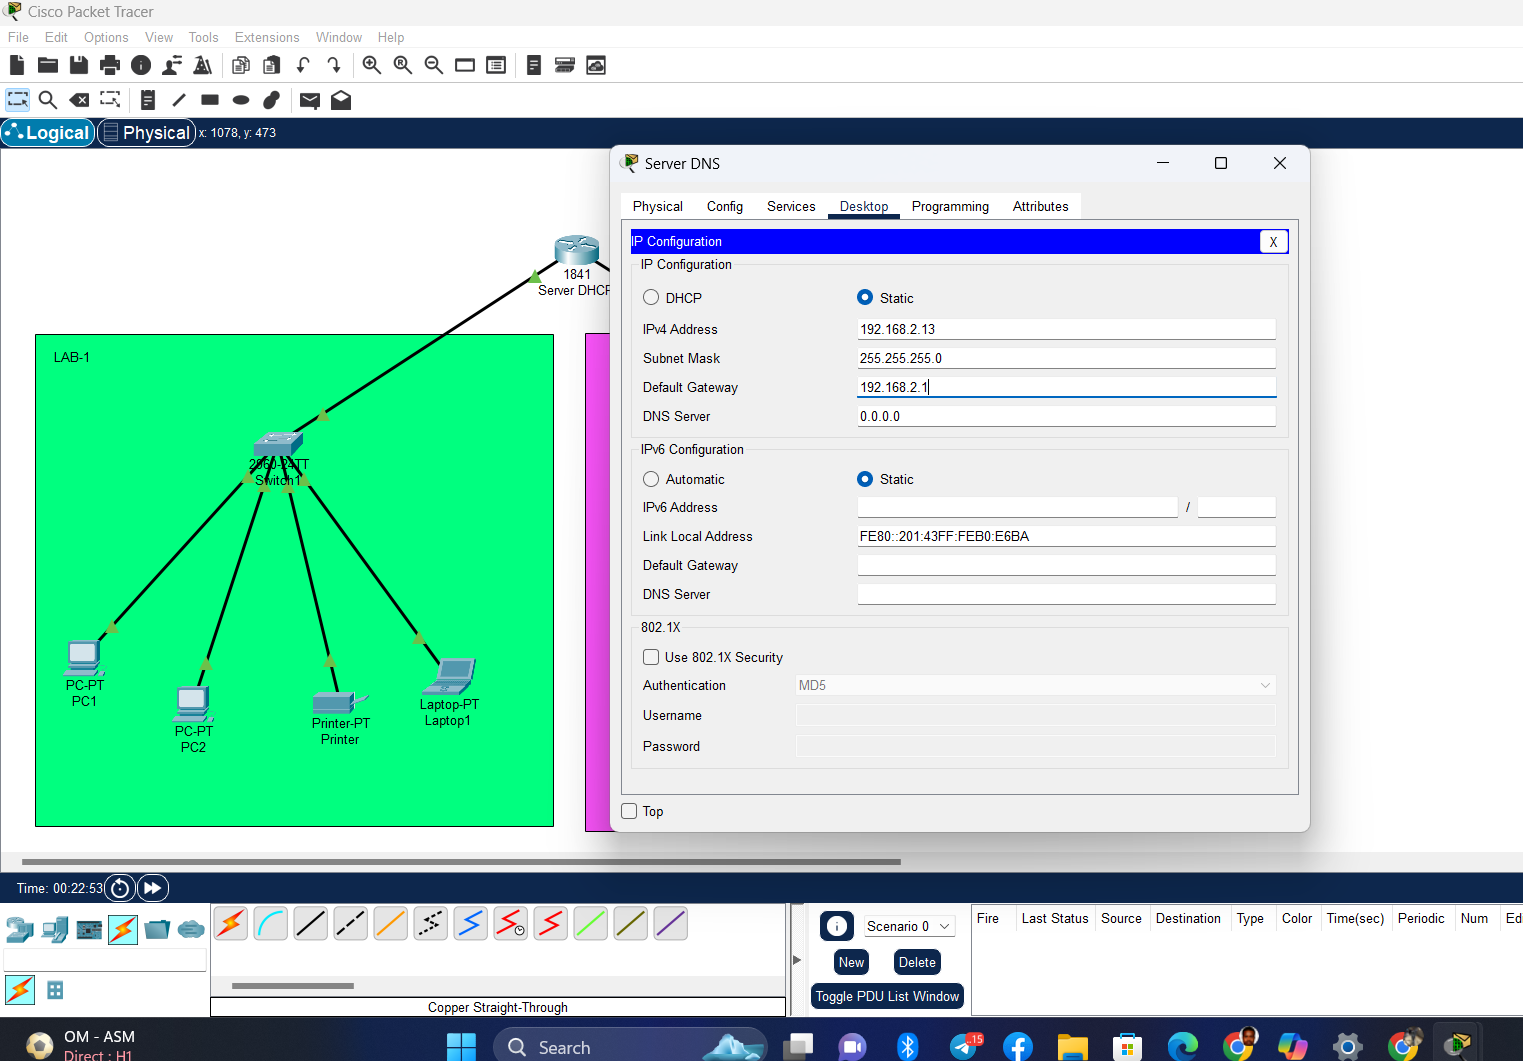 Cisco Packet Tracer
File Edit Options View Tools Extensions Window Help
Logical Physical x: 1078, y: 473
Server DNS
Physical Config Services Desktop Programming Attributes
IP Configuration X
IP Configuration
DHCP Static
IPv4 Address 192.168.2.13
Subnet Mask 255.255.255.0
Default Gateway 192.168.2.1
DNS Server 0.0.0.0
IPv6 Configuration
Automatic Static
IPv6 Address /
Link Local Address FE80::201:43FF:FEB0:E6BA
Default Gateway
DNS Server
802.1X
Use 802.1X Security
Authentication MD5
Username
Password
Top
1841
Server DHCP
LAB-1
2960-24TT
Switch1
PC-PT
PC1
PC-PT
PC2
Printer-PT
Printer
Laptop-PT
Laptop1
Time: 00:22:53
Copper Straight-Through
Scenario 0
New Delete
Toggle PDU List Window
Fire Last Status Source Destination Type Color Time(sec) Periodic Num Edi
OM - ASM
Direct : H1
Search
..15